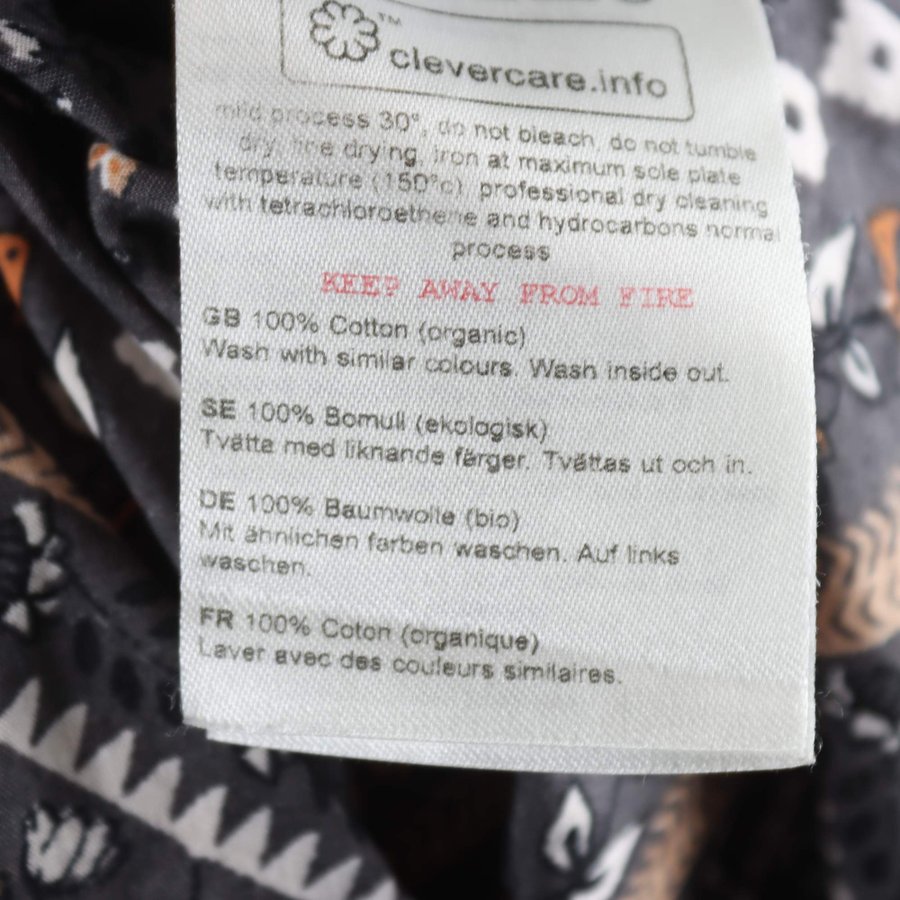 ™
clevercare.info
mild process 30°, do not bleach, do not tumble
dry, line drying, iron at maximum sole plate
temperature (150°c), professional dry cleaning
with tetrachloroethene and hydrocarbons normal
process
KEEP AWAY FROM FIRE
GB 100% Cotton (organic)
Wash with similar colours. Wash inside out.
SE 100% Bomull (ekologisk)
Tvätta med liknande färger. Tvättas ut och in.
DE 100% Baumwolle (bio)
Mit ähnlichen farben waschen. Auf links
waschen.
FR 100% Coton (organique)
Laver avec des couleurs similaires.